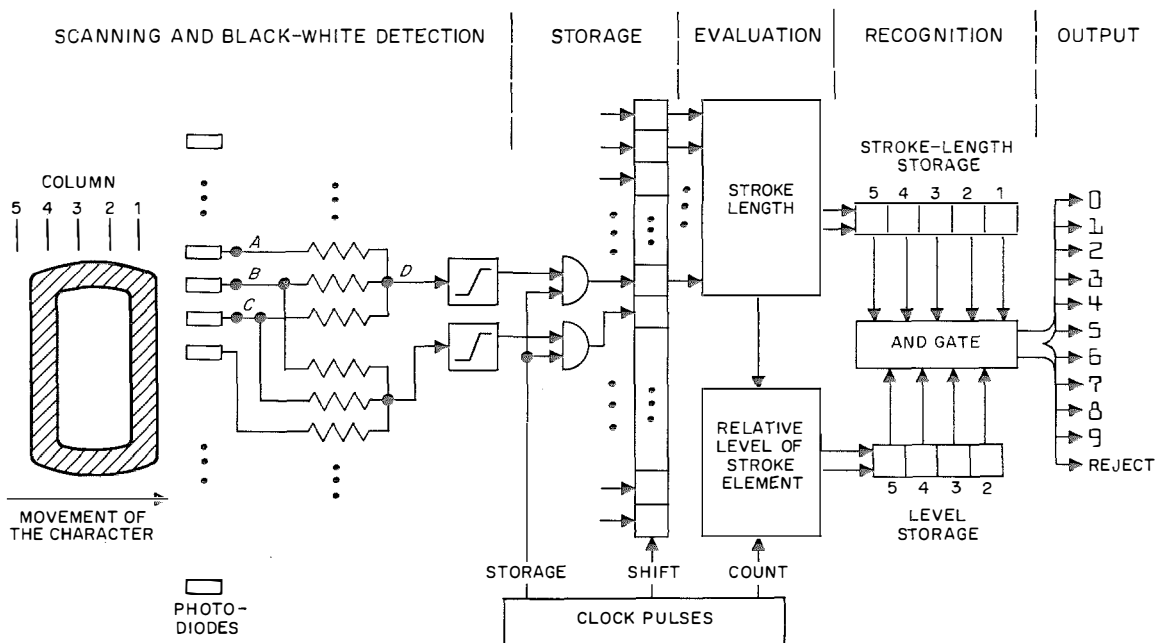 SCANNING AND BLACK-WHITE DETECTION
STORAGE
EVALUATION
RECOGNITION
OUTPUT
COLUMN
5 4 3 2 1
A
B
C
D
MOVEMENT OF
THE CHARACTER
PHOTO-
DIODES
STROKE
LENGTH
RELATIVE
LEVEL OF
STROKE
ELEMENT
STROKE-LENGTH
STORAGE
5 4 3 2 1
AND GATE
5 4 3 2
LEVEL
STORAGE
0
1
2
3
4
5
6
7
8
9
REJECT
STORAGE
SHIFT
COUNT
CLOCK PULSES